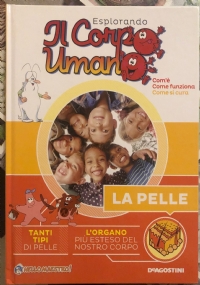 Esplorando
Il Corpo
Umano
Com'è
Come funziona
Come si cura
LA PELLE
TANTI
TIPI
DI PELLE
L'ORGANO
PIÙ ESTESO DEL
NOSTRO CORPO
DeAGOSTINI